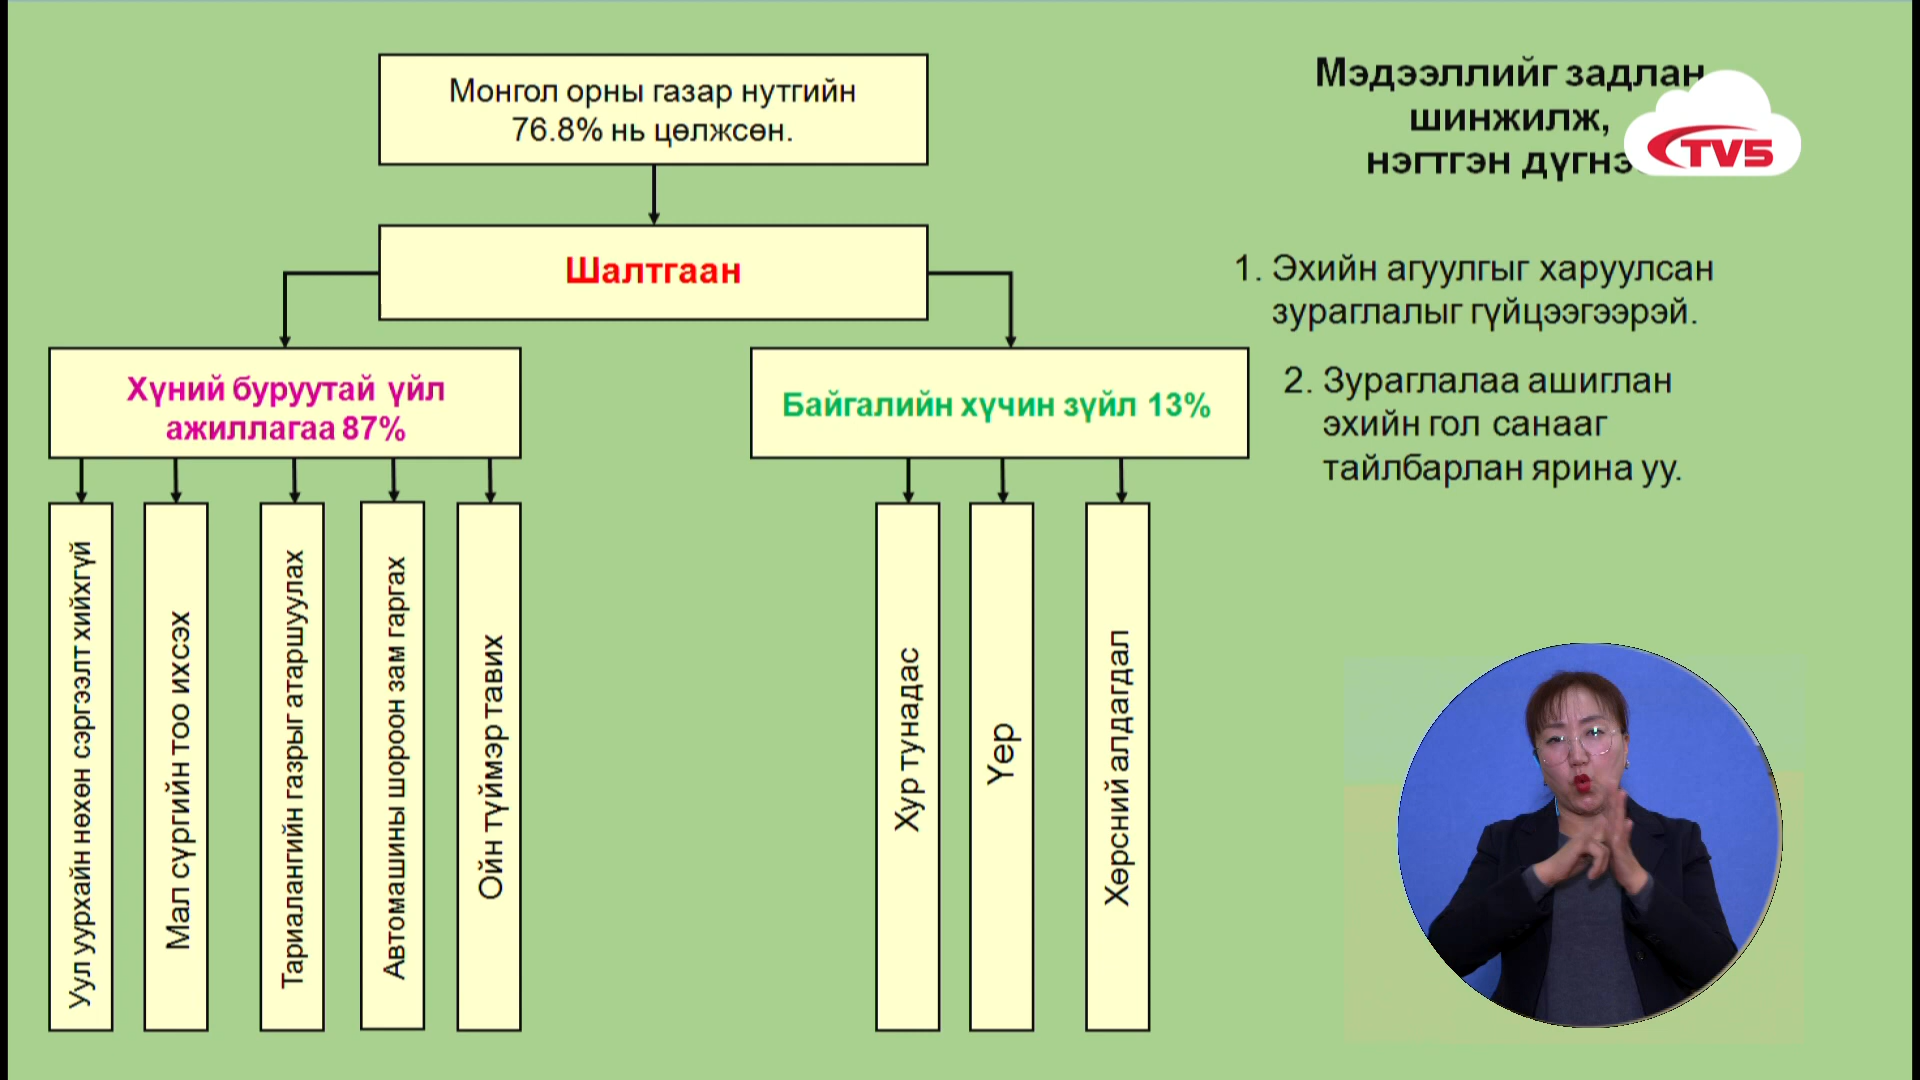 Монгол орны газар нутгийн
76.8% нь цөлжсөн.
Шалтгаан
Хүний буруутай үйл
ажиллагаа 87%
Байгалийн хүчин зүйл 13%
Уул уурхайн нөхөн сэргээлт хийхгүй
Мал сүргийн тоо ихсэх
Тариалангийн газрыг атаршуулах
Автомашины шороон зам гаргах
Ойн түймэр тавих
Хур тунадас
Үер
Хөрсний алдагдал
Мэдээллийг задлан
шинжилж,
нэгтгэн
TV5
1. Эхийн агуулгыг харуулсан
зураглалыг гүйцээгээрэй.
2. Зураглалаа ашиглан
эхийн гол санааг
тайлбарлан ярина уу.